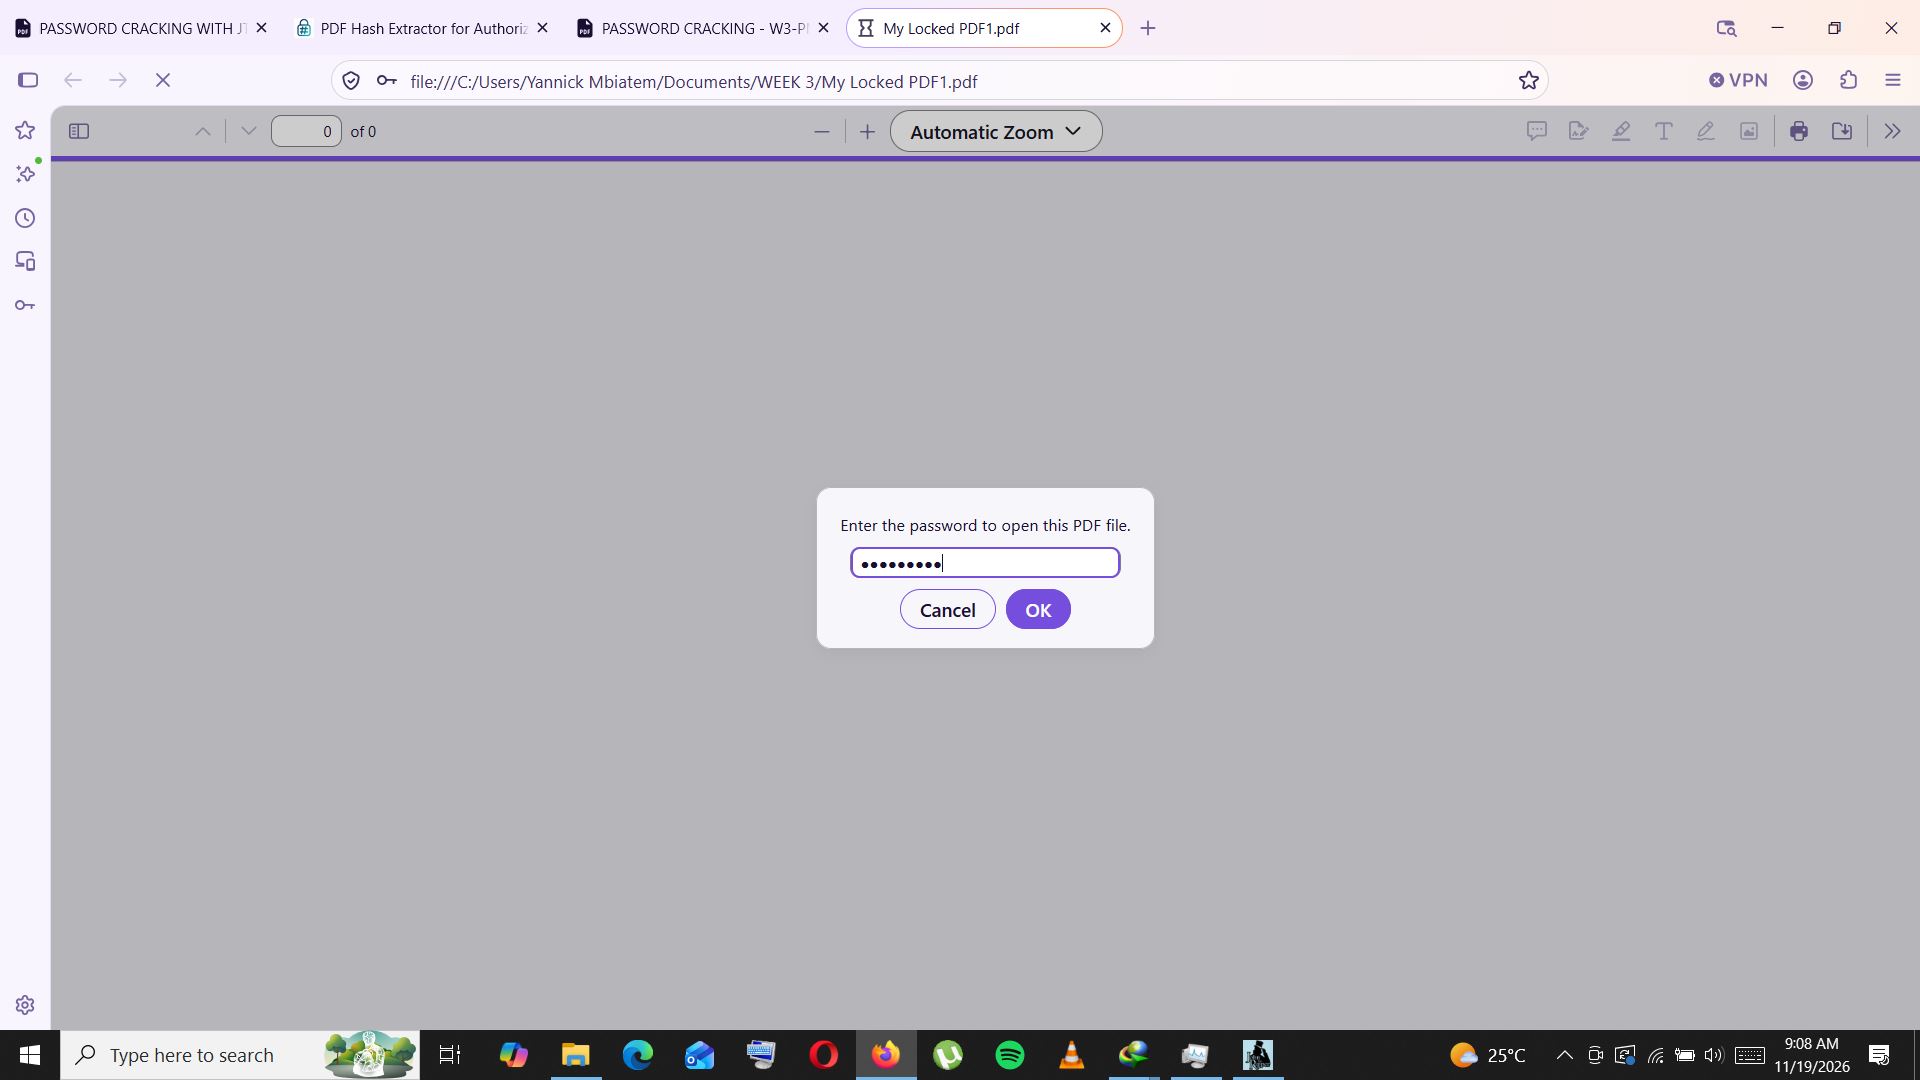 PASSWORD CRACKING WITH JT
PDF Hash Extractor for Authoriz
PASSWORD CRACKING - W3-P
My Locked PDF1.pdf
file:///C:/Users/Yannick Mbiatem/Documents/WEEK 3/My Locked PDF1.pdf
VPN
0 of 0
Automatic Zoom
Enter the password to open this PDF file.
•••••••••
Cancel
OK
Type here to search
25°C
9:08 AM
11/19/2026